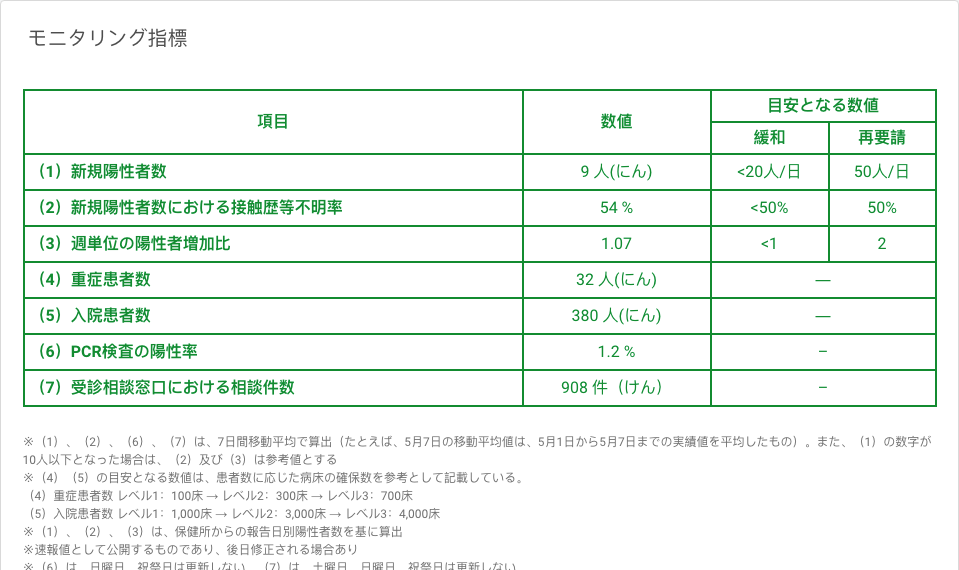 モニタリング指標
項目 数値 目安となる数値
緩和 再要請
（1）新規陽性者数 9 人(にん) <20人/日 50人/日
（2）新規陽性者数における接触歴等不明率 54 % <50% 50%
（3）週単位の陽性者増加比 1.07 <1 2
（4）重症患者数 32 人(にん) —
（5）入院患者数 380 人(にん) —
（6）PCR検査の陽性率 1.2 % –
（7）受診相談窓口における相談件数 908 件（けん） –
※（1）、（2）、（6）、（7）は、7日間移動平均で算出（たとえば、5月7日の移動平均値は、5月1日から5月7日までの実績値を平均したもの）。また、（1）の数字が
10人以下となった場合は、（2）及び（3）は参考値とする
※（4）（5）の目安となる数値は、患者数に応じた病床の確保数を参考として記載している。
（4）重症患者数 レベル1：100床 → レベル2：300床 → レベル3：700床
（5）入院患者数 レベル1：1,000床 → レベル2：3,000床 → レベル3：4,000床
※（1）、（2）、（3）は、保健所からの報告日別陽性者数を基に算出
※速報値として公開するものであり、後日修正される場合あり
※（6）は、日曜日、祝祭日は更新しない。（7）は、土曜日、日曜日、祝祭日は更新しない